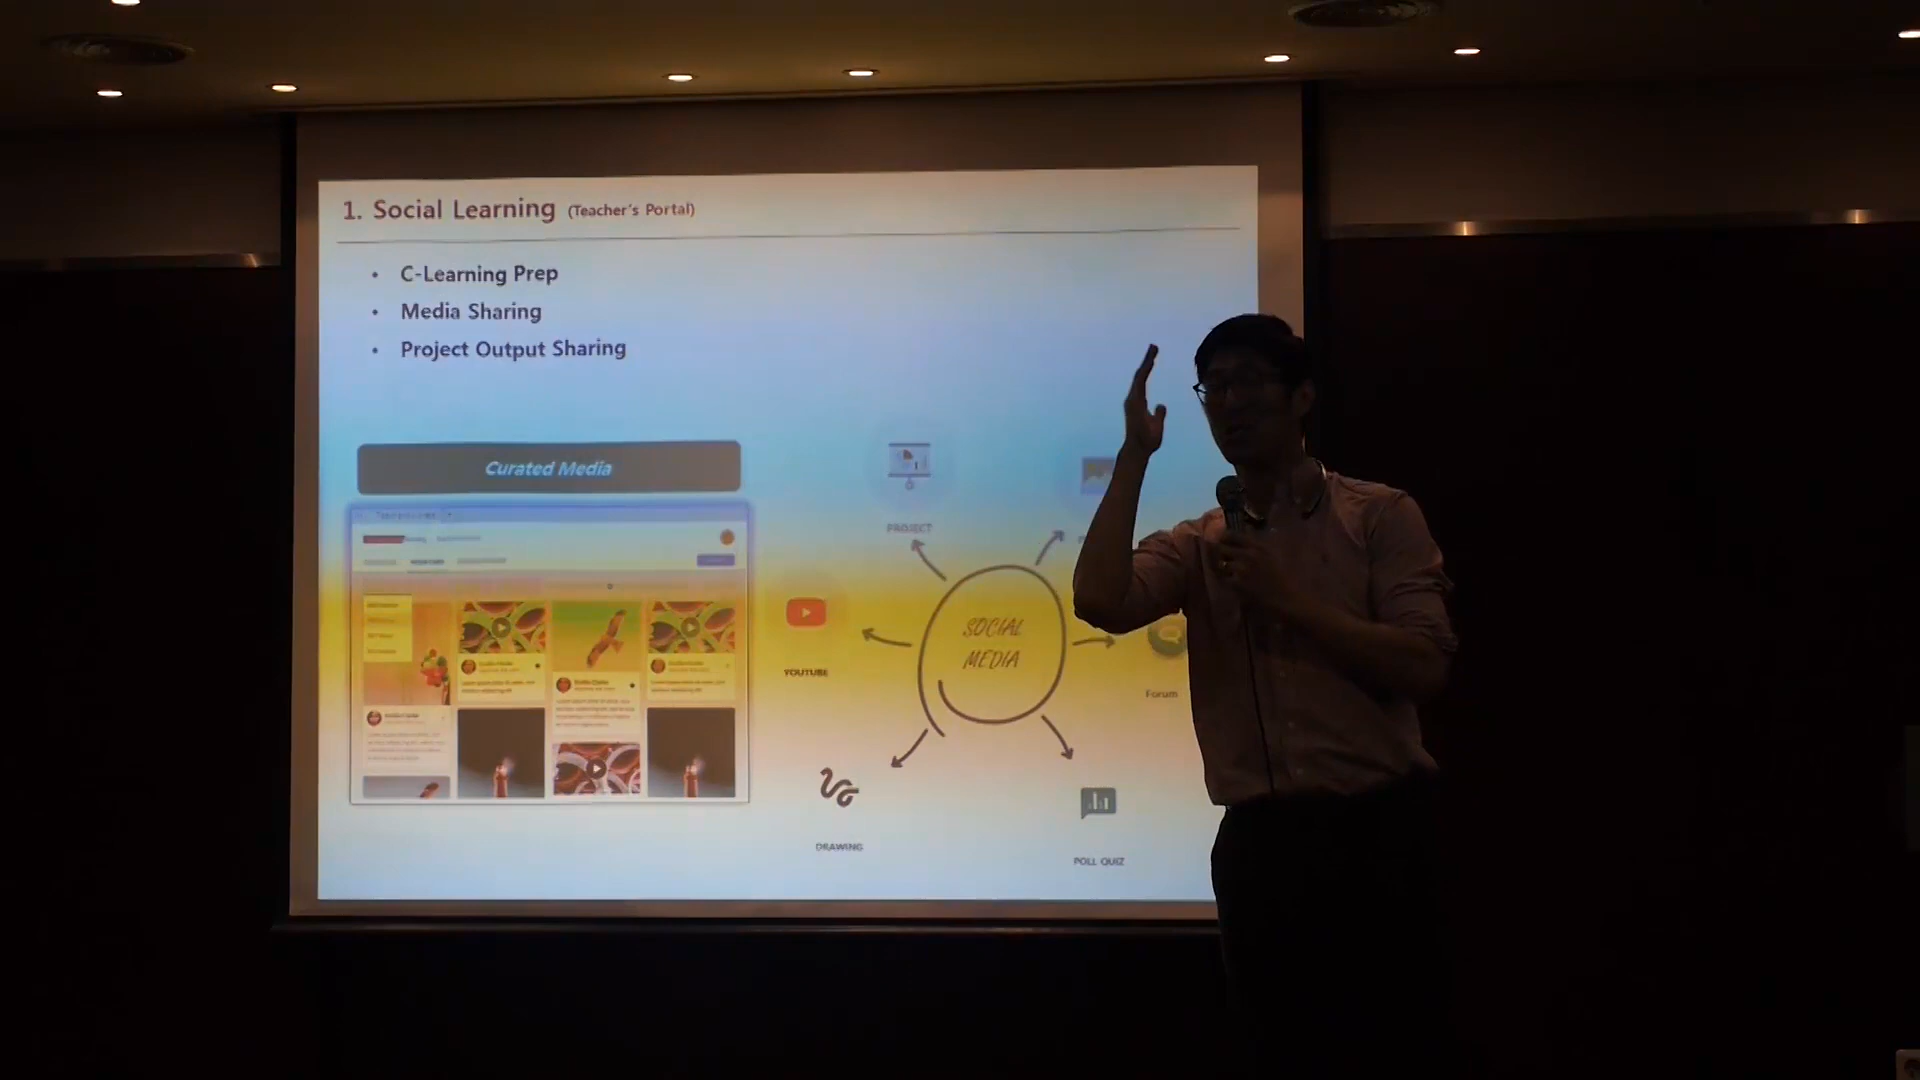 1. Social Learning (Teacher's Portal)
• C-Learning Prep
• Media Sharing
• Project Output Sharing
Curated Media
PROJECT
SOCIAL
MEDIA
YOUTUBE
Forum
DRAWING
POLL QUIZ